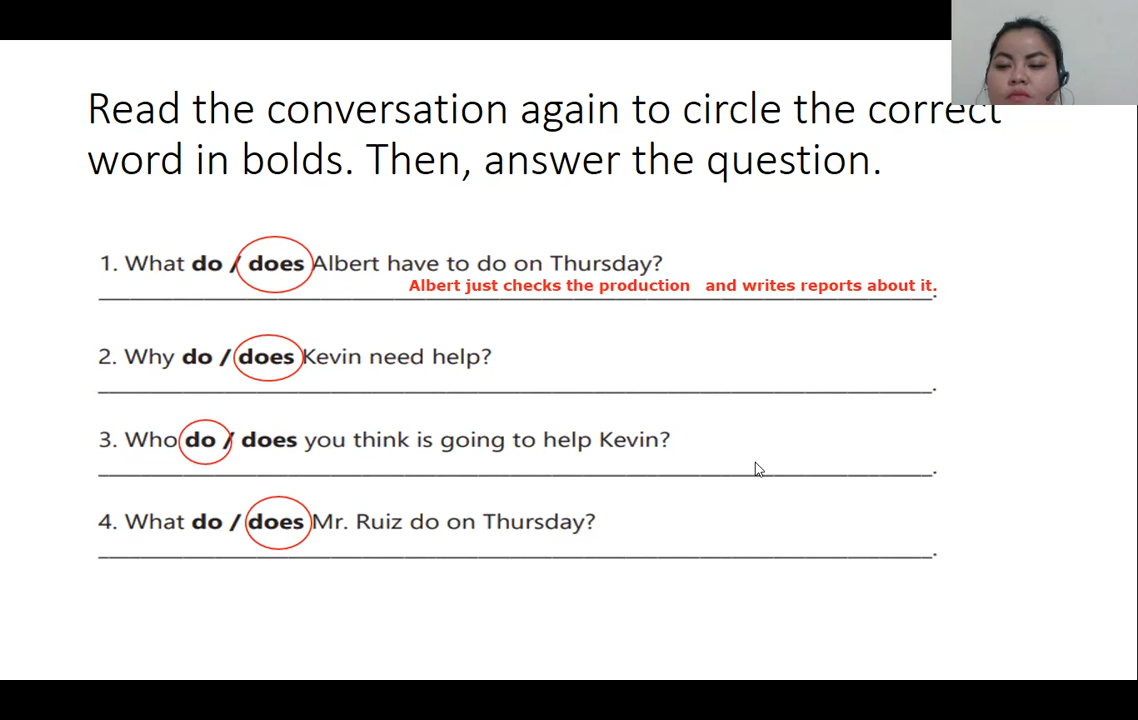 Read the conversation again to circle the correct
word in bolds. Then, answer the question.
1. What do / does Albert have to do on Thursday?
Albert just checks the production and writes reports about it.
2. Why do / does Kevin need help?
3. Who do / does you think is going to help Kevin?
4. What do / does Mr. Ruiz do on Thursday?